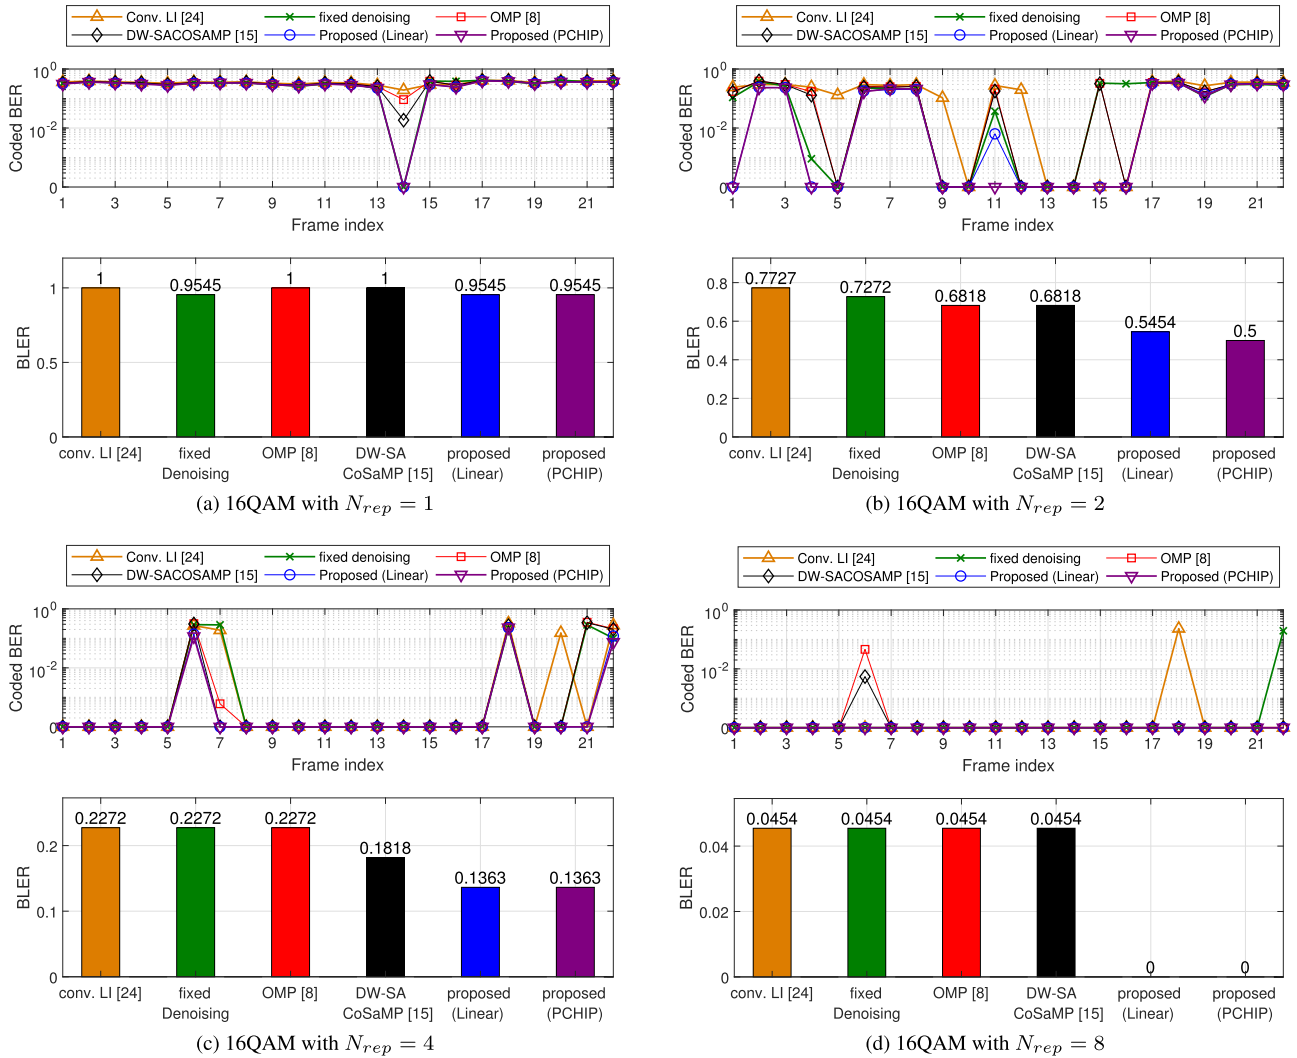 Conv. LI [24] fixed denoising OMP [8]
DW-SACOSAMP [15] Proposed (Linear) Proposed (PCHIP)
10^0
10^-2
0
Coded BER
1 3 5 7 9 11 13 15 17 19 21
Frame index
1 0.9545 1 1 0.9545 0.9545
1
0.5
0
BLER
conv. LI [24] fixed OMP [8] DW-SA proposed proposed
Denoising CoSaMP [15] (Linear) (PCHIP)
(a) 16QAM with N_rep = 1
Conv. LI [24] fixed denoising OMP [8]
DW-SACOSAMP [15] Proposed (Linear) Proposed (PCHIP)
10^0
10^-2
0
Coded BER
1 3 5 7 9 11 13 15 17 19 21
Frame index
0.7727 0.7272 0.6818 0.6818 0.5454 0.5
0.8
0.6
0.4
0.2
0
BLER
conv. LI [24] fixed OMP [8] DW-SA proposed proposed
Denoising CoSaMP [15] (Linear) (PCHIP)
(b) 16QAM with N_rep = 2
Conv. LI [24] fixed denoising OMP [8]
DW-SACOSAMP [15] Proposed (Linear) Proposed (PCHIP)
10^0
10^-2
0
Coded BER
1 3 5 7 9 11 13 15 17 19 21
Frame index
0.2272 0.2272 0.2272 0.1818 0.1363 0.1363
0.2
0.1
0
BLER
conv. LI [24] fixed OMP [8] DW-SA proposed proposed
Denoising CoSaMP [15] (Linear) (PCHIP)
(c) 16QAM with N_rep = 4
Conv. LI [24] fixed denoising OMP [8]
DW-SACOSAMP [15] Proposed (Linear) Proposed (PCHIP)
10^0
10^-2
0
Coded BER
1 3 5 7 9 11 13 15 17 19 21
Frame index
0.0454 0.0454 0.0454 0.0454 0 0
0.04
0.02
0
BLER
conv. LI [24] fixed OMP [8] DW-SA proposed proposed
Denoising CoSaMP [15] (Linear) (PCHIP)
(d) 16QAM with N_rep = 8